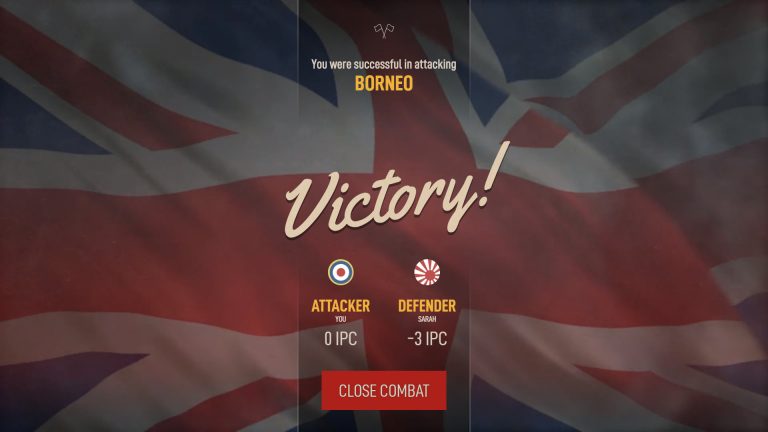 You were successful in attacking
BORNEO
Victory!
ATTACKER DEFENDER
YOU SARAH
0 IPC -3 IPC
CLOSE COMBAT